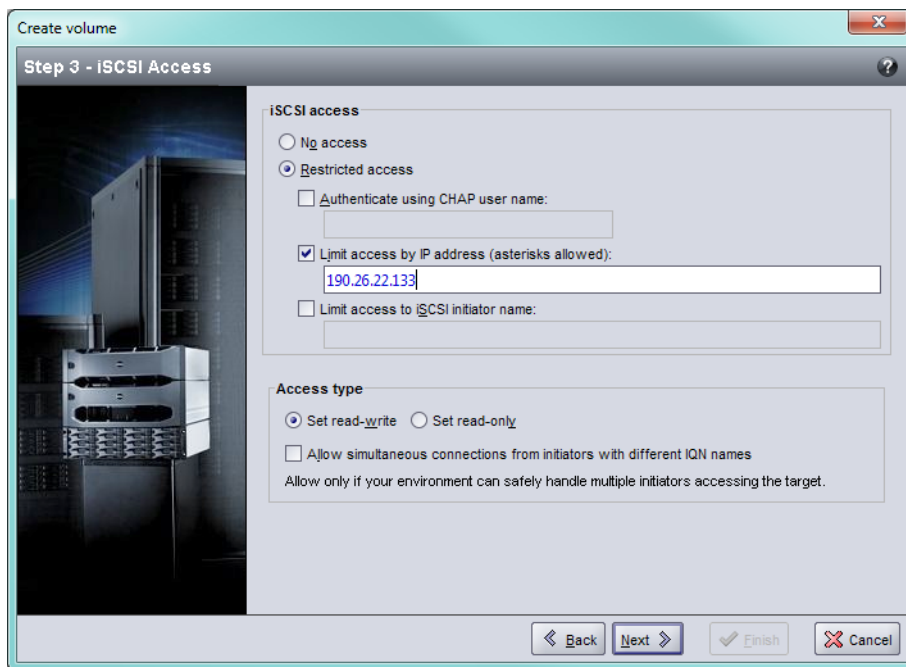 Create volume
Step 3 - iSCSI Access
?
iSCSI access
No access
Restricted access
Authenticate using CHAP user name:
Limit access by IP address (asterisks allowed):
190.26.22.133
Limit access to iSCSI initiator name:
Access type
Set read-write Set read-only
Allow simultaneous connections from initiators with different IQN names
Allow only if your environment can safely handle multiple initiators accessing the target.
Back Next Finish Cancel